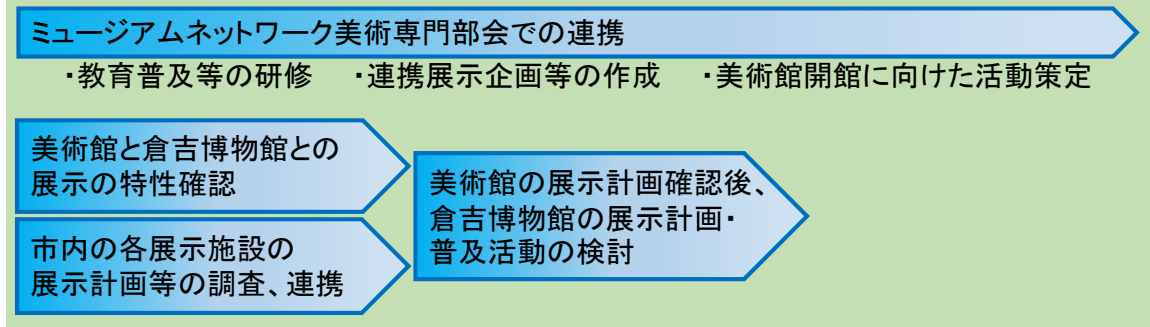 ミュージアムネットワーク美術専門部会での連携
・教育普及等の研修　・連携展示企画等の作成　・美術館開館に向けた活動策定
美術館と倉吉博物館との
展示の特性確認
市内の各展示施設の
展示計画等の調査、連携
美術館の展示計画確認後、
倉吉博物館の展示計画・
普及活動の検討